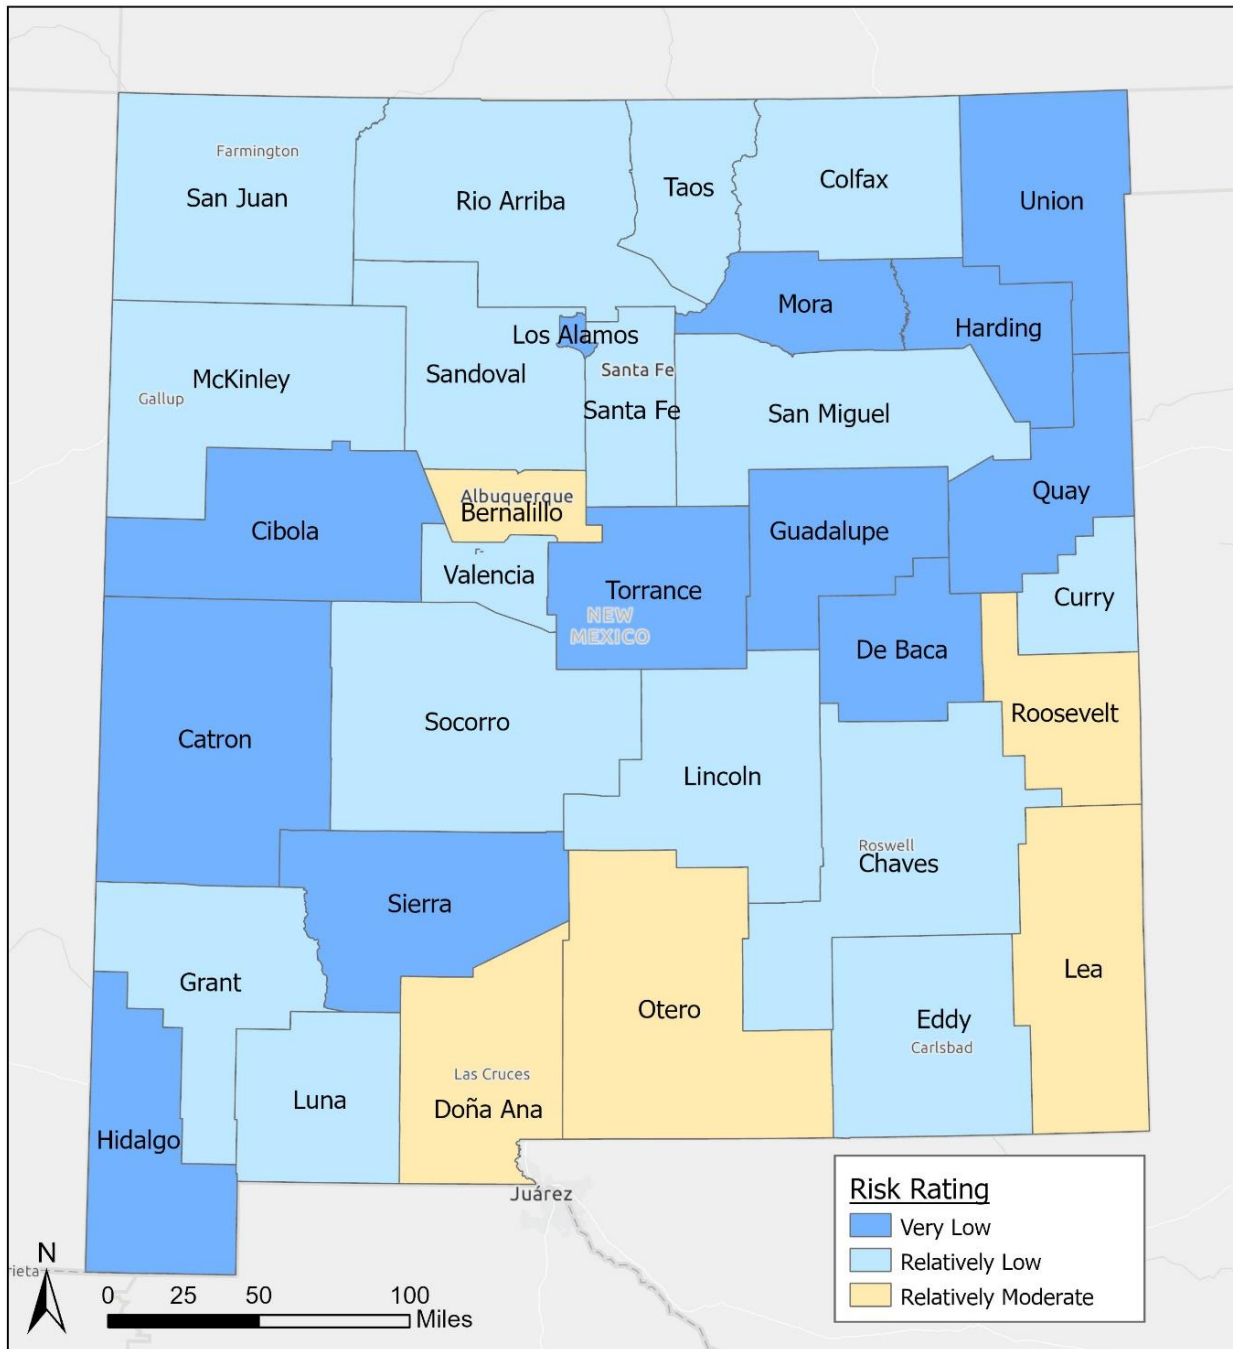 Farmington
San Juan
Rio Arriba
Taos
Colfax
Union
Mora
Harding
Los Alamos
McKinley
Gallup
Sandoval
Santa Fe
Santa Fe
San Miguel
Quay
Albuquerque
Bernalillo
Cibola
Guadalupe
Valencia
Torrance
Curry
NEW
MEXICO
De Baca
Roosevelt
Socorro
Catron
Lincoln
Roswell
Chaves
Sierra
Grant
Lea
Otero
Eddy
Carlsbad
Las Cruces
Luna
Doña Ana
Hidalgo
Juárez
Risk Rating
Very Low
Relatively Low
Relatively Moderate
N
rieta
0 25 50 100
Miles